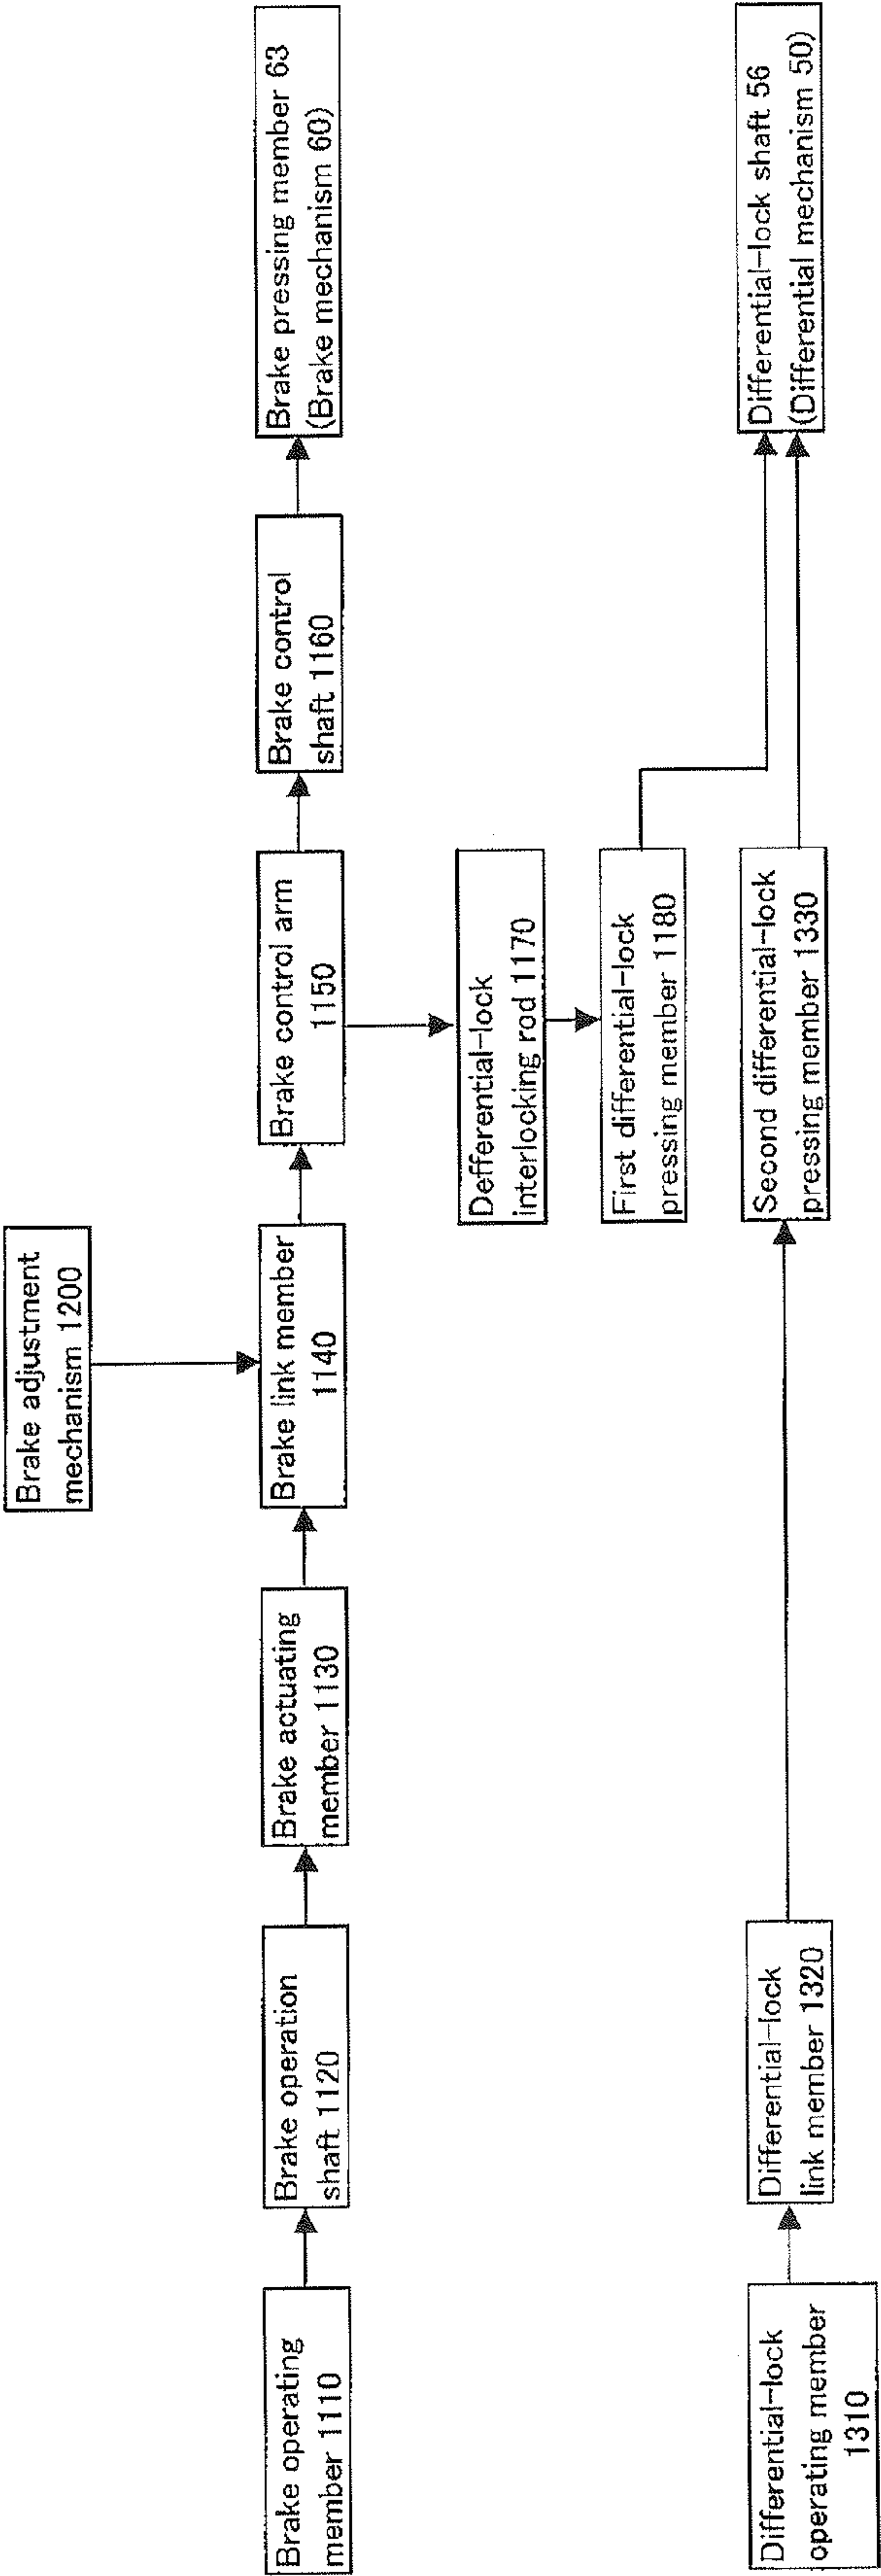 Brake adjustment
mechanism 1200
Brake operating
member 1110
Brake operation
shaft 1120
Brake actuating
member 1130
Brake link member
1140
Brake control arm
1150
Brake control
shaft 1160
Brake pressing member 63
(Brake mechanism 60)
Defferential-lock
interlocking rod 1170
First differential-lock
pressing member 1180
Differential-lock
operating member
1310
Differential-lock
link member 1320
Second differential-lock
pressing member 1330
Differential-lock shaft 56
(Differential mechanism 50)